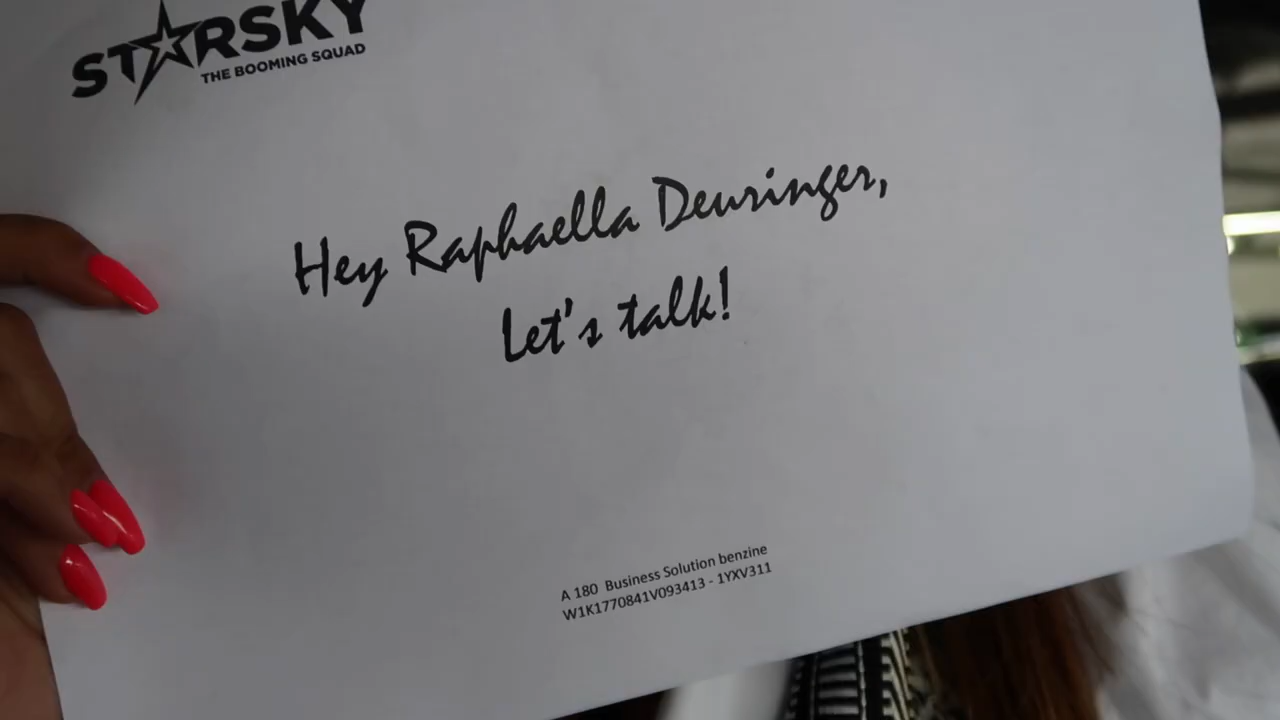 STARSKY
THE BOOMING SQUAD
Hey Raphaella Deuringer,
Let's talk!
A 180 Business Solution benzine
W1K1770841V093413 - 1YXV311